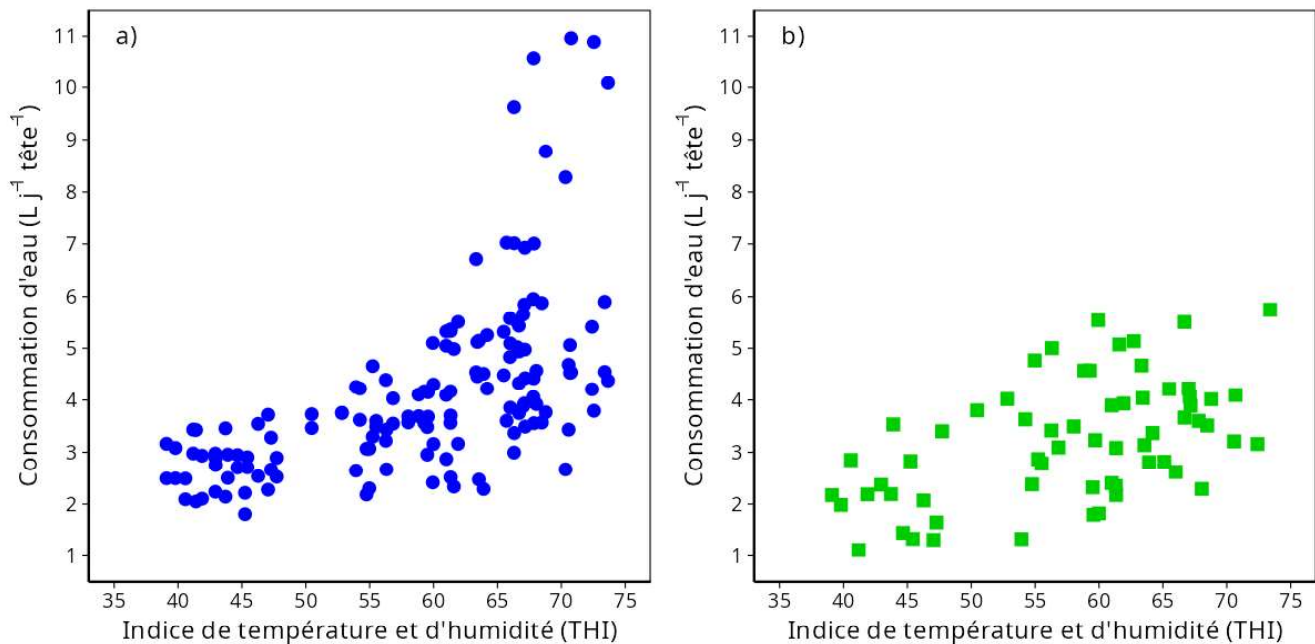 a)
11
10
9
8
7
6
5
4
3
2
1
Consommation d'eau (L j⁻¹ tête⁻¹)
35 40 45 50 55 60 65 70 75
Indice de température et d'humidité (THI)
b)
11
10
9
8
7
6
5
4
3
2
1
Consommation d'eau (L j⁻¹ tête⁻¹)
35 40 45 50 55 60 65 70 75
Indice de température et d'humidité (THI)